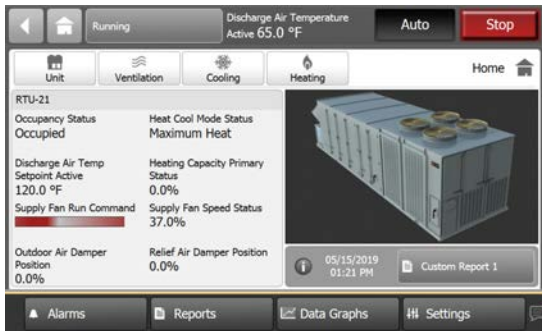 Running
Discharge Air Temperature
Active 65.0 °F
Auto
Stop
Unit
Ventilation
Cooling
Heating
Home
RTU-21
Occupancy Status
Occupied
Heat Cool Mode Status
Maximum Heat
Discharge Air Temp
Setpoint Active
120.0 °F
Heating Capacity Primary
Status
0.0%
Supply Fan Run Command
Supply Fan Speed Status
37.0%
Outdoor Air Damper
Position
0.0%
Relief Air Damper Position
0.0%
05/15/2019
01:21 PM
Custom Report 1
Alarms
Reports
Data Graphs
Settings